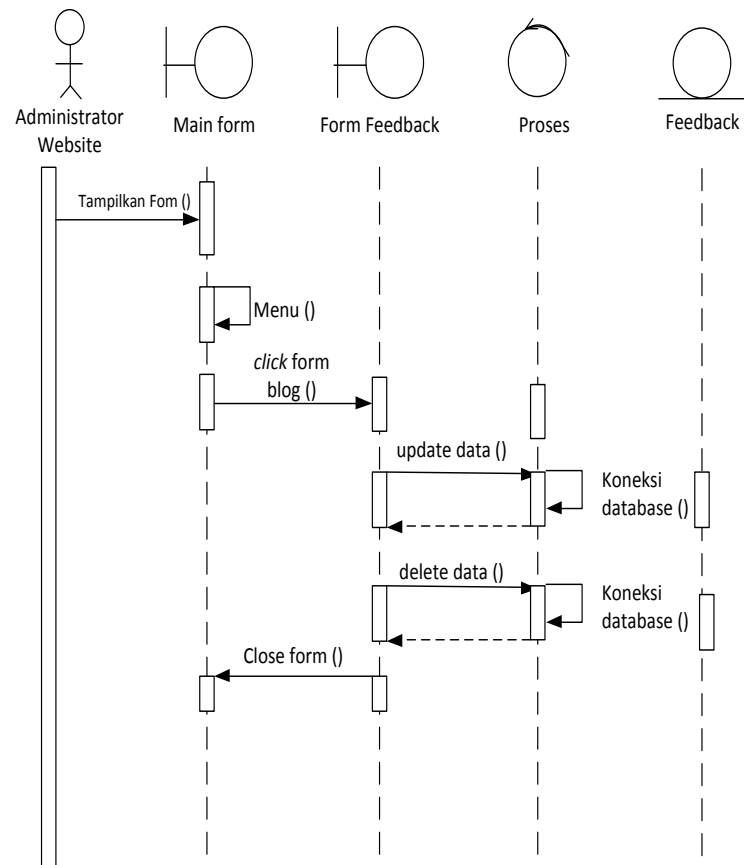 Administrator
Website
Main form
Form Feedback
Proses
Feedback
Tampilkan Fom ()
Menu ()
click form
blog ()
update data ()
Koneksi
database ()
delete data ()
Koneksi
database ()
Close form ()